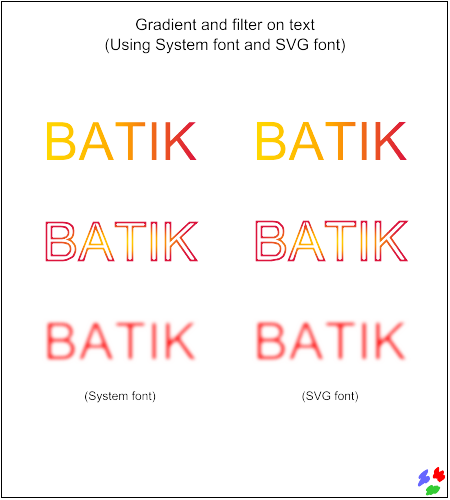 Gradient and filter on text
(Using System font and SVG font)
BATIK BATIK
BATIK BATIK
BATIK BATIK
(System font) (SVG font)